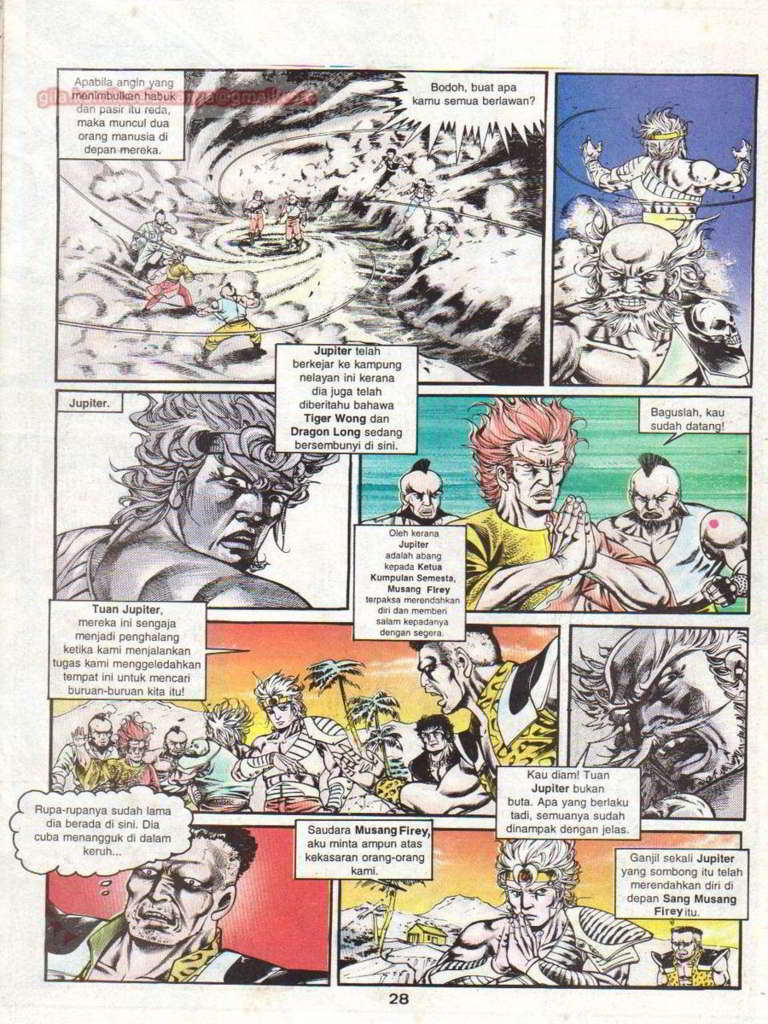 Apabila angin yang
menimbulkan habuk
dan pasir itu reda,
maka muncul dua
orang manusia di
depan mereka.
Bodoh, buat apa
kamu semua berlawan?
Jupiter telah
berkejar ke kampung
nelayan ini kerana
dia juga telah
diberitahu bahawa
Tiger Wong dan
Dragon Long sedang
bersembunyi di sini.
Jupiter.
Baguslah, kau
sudah datang!
Oleh kerana
Jupiter
adalah abang
kepada Ketua
Kumpulan Semesta,
Musang Firey
terpaksa merendahkan
diri dan memberi
salam kepadanya
dengan segera.
Tuan Jupiter,
mereka ini sengaja
menjadi penghalang
ketika kami menjalankan
tugas kami menggeledahkan
tempat ini untuk mencari
buruan-buruan kita itu!
Kau diam! Tuan
Jupiter bukan
buta. Apa yang berlaku
tadi, semuanya sudah
dinampak dengan jelas.
Rupa-rupanya sudah lama
dia berada di sini. Dia
cuba menangguk di dalam
keruh...
Saudara Musang Firey,
aku minta ampun atas
kekasaran orang-orang
kami.
Ganjil sekali Jupiter
yang sombong itu telah
merendahkan diri di
depan Sang Musang
Firey itu.
28